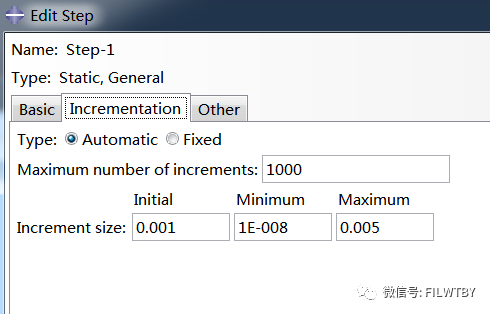 Edit Step
Name: Step-1
Type: Static, General
Basic Incrementation Other
Type: Automatic Fixed
Maximum number of increments: 1000
Initial Minimum Maximum
Increment size: 0.001 1E-008 0.005
微信号: FILWTBY